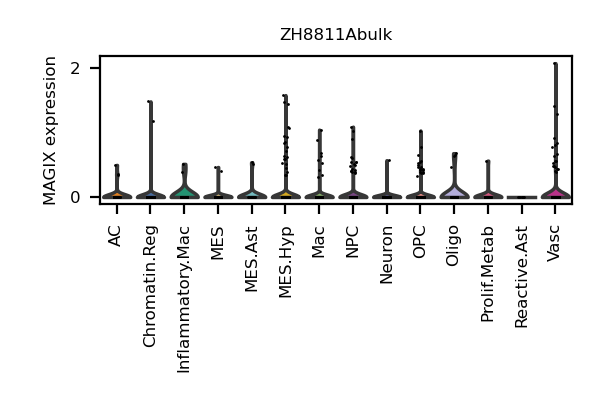 ZH8811Abulk
MAGIX expression
2
0
AC
Chromatin.Reg
Inflammatory.Mac
MES
MES.Ast
MES.Hyp
Mac
NPC
Neuron
OPC
Oligo
Prolif.Metab
Reactive.Ast
Vasc